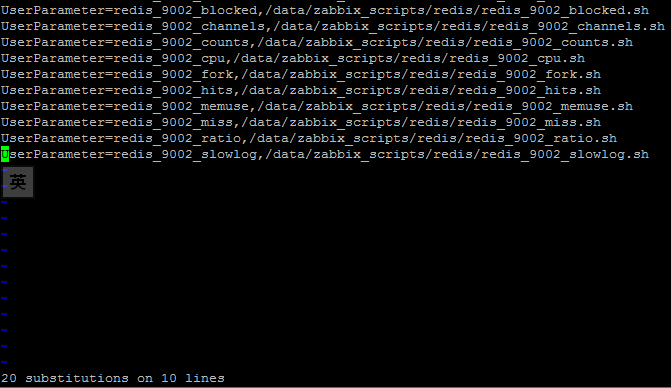 UserParameter=redis_9002_blocked,/data/zabbix_scripts/redis/redis_9002_blocked.sh
UserParameter=redis_9002_channels,/data/zabbix_scripts/redis/redis_9002_channels.sh
UserParameter=redis_9002_counts,/data/zabbix_scripts/redis/redis_9002_counts.sh
UserParameter=redis_9002_cpu,/data/zabbix_scripts/redis/redis_9002_cpu.sh
UserParameter=redis_9002_fork,/data/zabbix_scripts/redis/redis_9002_fork.sh
UserParameter=redis_9002_hits,/data/zabbix_scripts/redis/redis_9002_hits.sh
UserParameter=redis_9002_memuse,/data/zabbix_scripts/redis/redis_9002_memuse.sh
UserParameter=redis_9002_miss,/data/zabbix_scripts/redis/redis_9002_miss.sh
UserParameter=redis_9002_ratio,/data/zabbix_scripts/redis/redis_9002_ratio.sh
UserParameter=redis_9002_slowlog,/data/zabbix_scripts/redis/redis_9002_slowlog.sh
英
20 substitutions on 10 lines